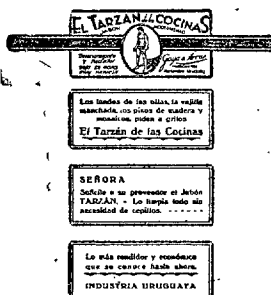 EL TARZAN de las COCINAS
Goya
Los fondos de las ollas, la vajilla
manchada, los pisos de madera y
mosaicos, piden a gritos
El Tarzán de las Cocinas
SEÑORA
Solicite a su proveedor el Jabón
TARZAN. - Lo limpia todo sin
necesidad de cepillos. - - - - - - -
Lo más rendidor y económico
que se conoce hasta ahora.
INDUSTRIA URUGUAYA